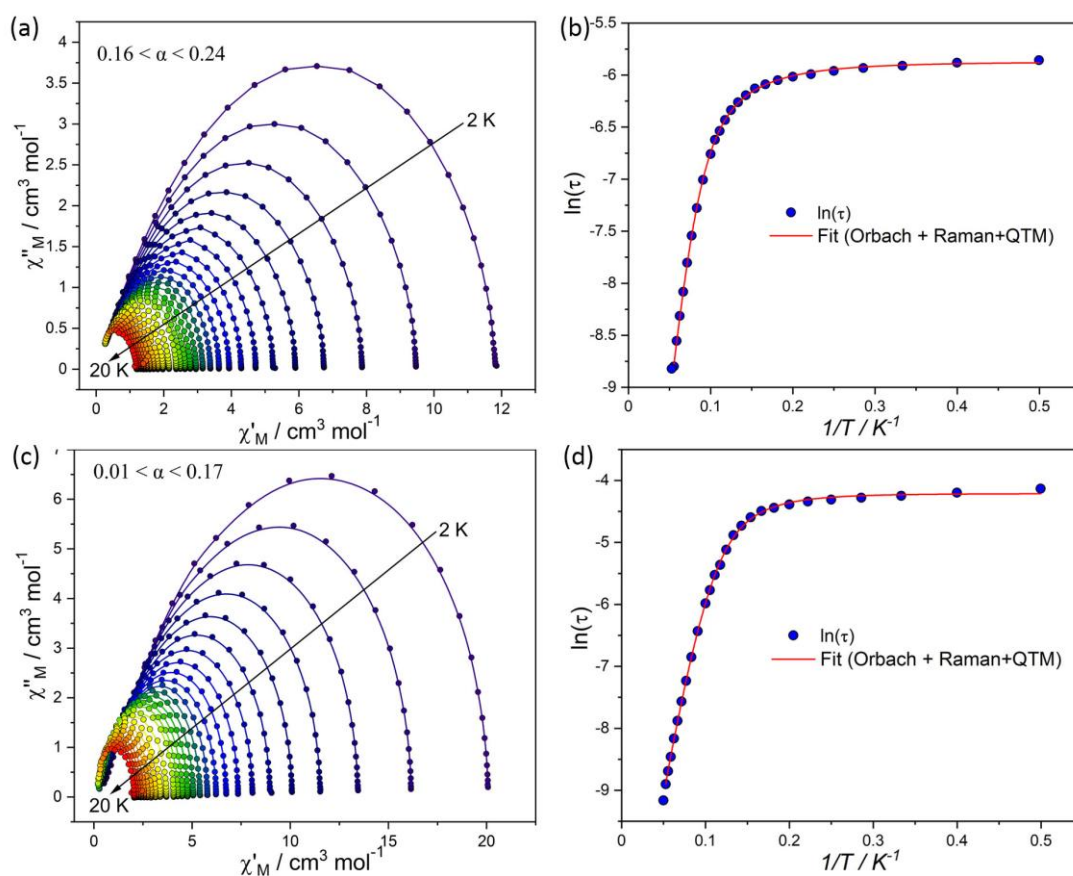 (a)
0.16 < α < 0.24
χ"M / cm³ mol⁻¹
4
3.5
3
2.5
2
1.5
1
0.5
0
2 K
20 K
0 2 4 6 8 10 12
χ'M / cm³ mol⁻¹
(b)
ln(τ)
-5.5
-6
-6.5
-7
-7.5
-8
-8.5
-9
ln(τ)
Fit (Orbach + Raman+QTM)
0 0.1 0.2 0.3 0.4 0.5
1/T / K⁻¹
(c)
0.01 < α < 0.17
χ"M / cm³ mol⁻¹
7
6
5
4
3
2
1
0
2 K
20 K
0 5 10 15 20
χ'M / cm³ mol⁻¹
(d)
ln(τ)
-4
-5
-6
-7
-8
-9
ln(τ)
Fit (Orbach + Raman+QTM)
0 0.1 0.2 0.3 0.4 0.5
1/T / K⁻¹